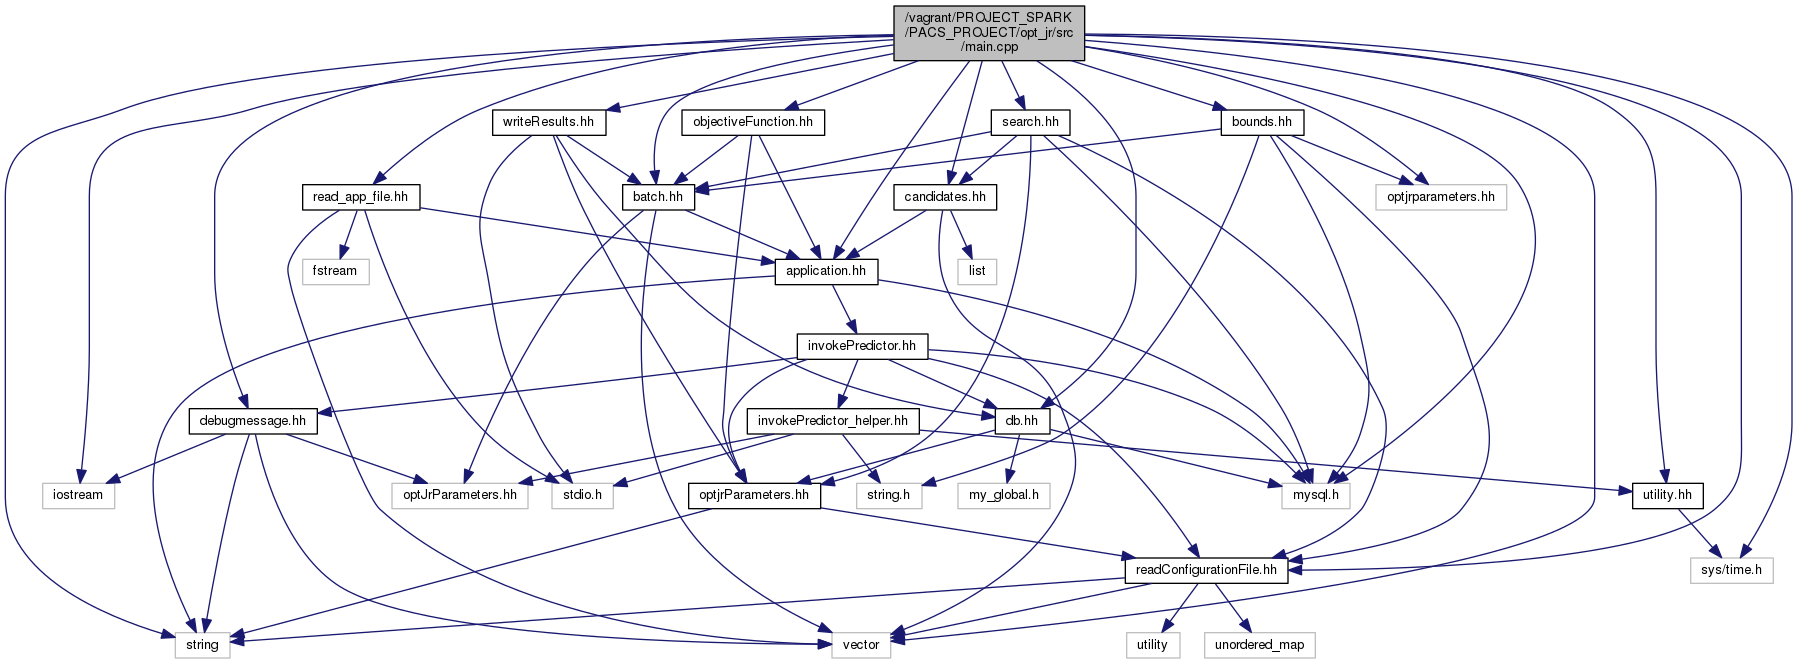 /vagrant/PROJECT_SPARK
/PACS_PROJECT/opt_jr/src
/main.cpp
writeResults.hh
objectiveFunction.hh
search.hh
bounds.hh
read_app_file.hh
batch.hh
candidates.hh
optjrparameters.hh
fstream
application.hh
list
invokePredictor.hh
debugmessage.hh
invokePredictor_helper.hh
db.hh
iostream
optJrParameters.hh
stdio.h
optjrParameters.hh
string.h
my_global.h
mysql.h
utility.hh
readConfigurationFile.hh
sys/time.h
string
vector
utility
unordered_map